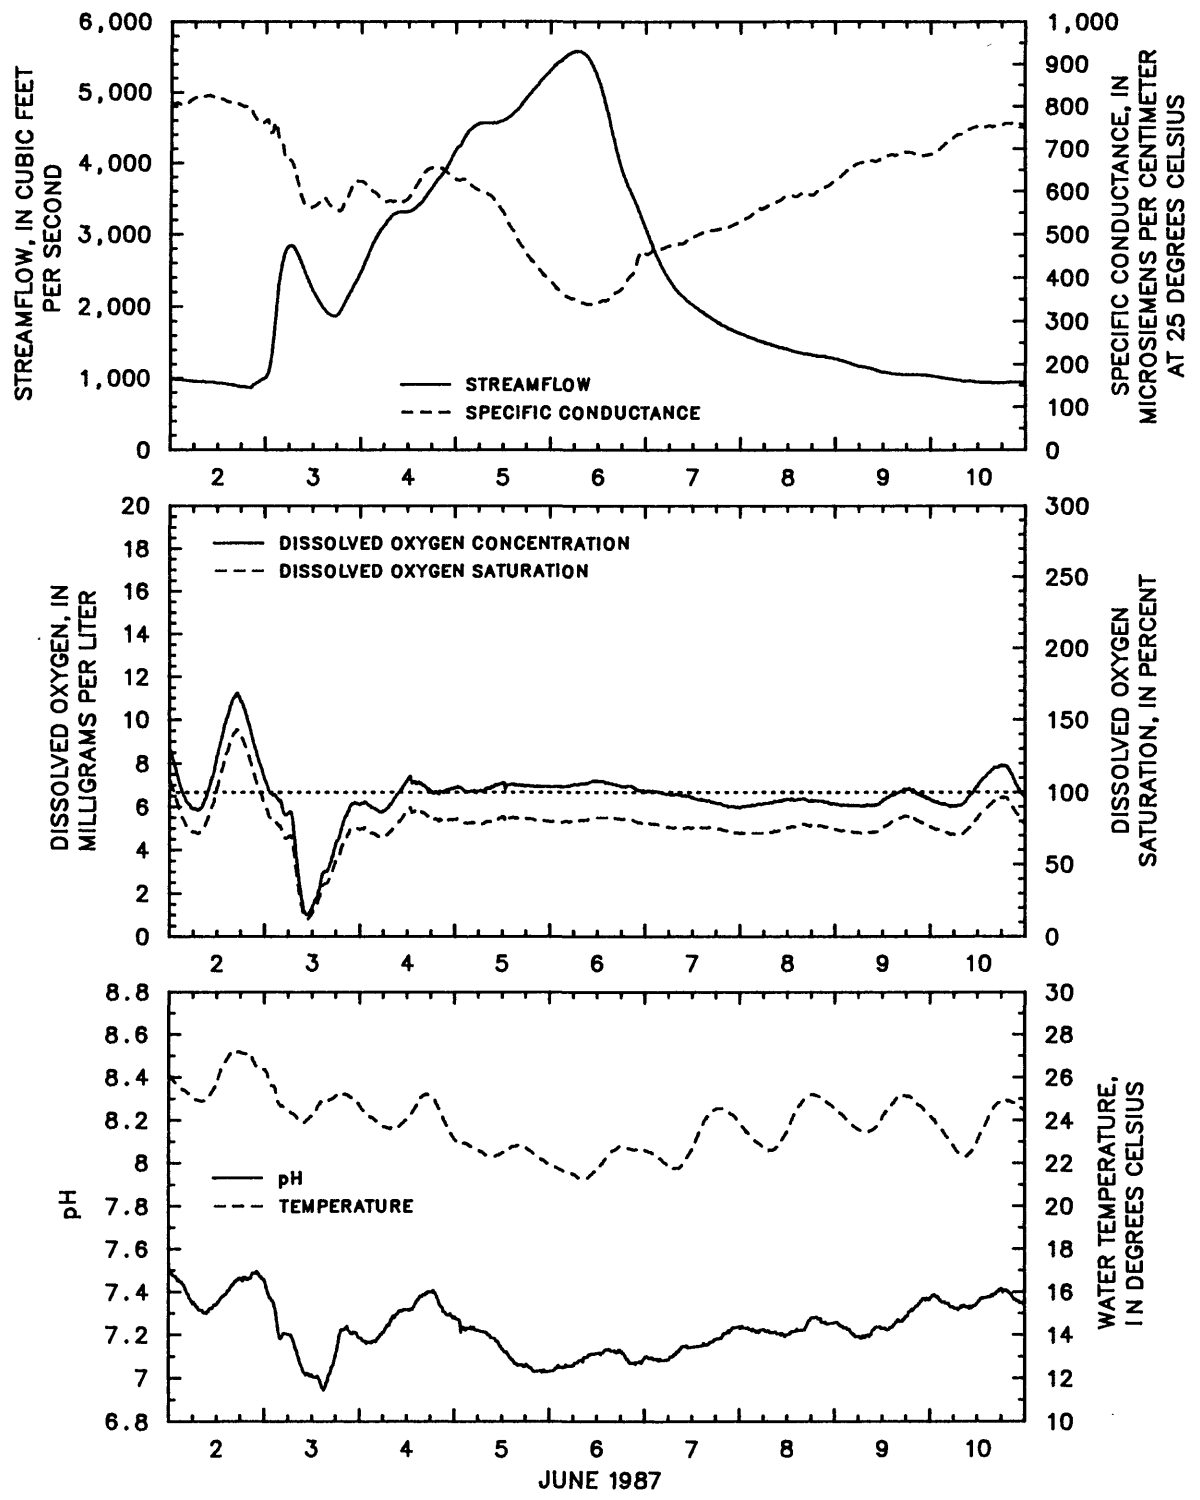 STREAMFLOW, IN CUBIC FEET
PER SECOND
6,000
5,000
4,000
3,000
2,000
1,000
0
STREAMFLOW
SPECIFIC CONDUCTANCE
1,000
900
800
700
600
500
400
300
200
100
0
SPECIFIC CONDUCTANCE, IN
MICROSIEMENS PER CENTIMETER
AT 25 DEGREES CELSIUS
2 3 4 5 6 7 8 9 10
DISSOLVED OXYGEN, IN
MILLIGRAMS PER LITER
20
18
16
14
12
10
8
6
4
2
0
DISSOLVED OXYGEN CONCENTRATION
DISSOLVED OXYGEN SATURATION
300
250
200
150
100
50
0
DISSOLVED OXYGEN
SATURATION, IN PERCENT
2 3 4 5 6 7 8 9 10
pH
8.8
8.6
8.4
8.2
8
7.8
7.6
7.4
7.2
7
6.8
pH
TEMPERATURE
30
28
26
24
22
20
18
16
14
12
10
WATER TEMPERATURE,
IN DEGREES CELSIUS
2 3 4 5 6 7 8 9 10
JUNE 1987